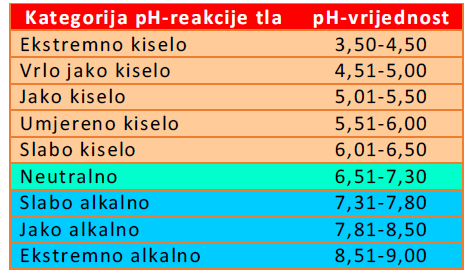 Kategorija pH-reakcije tla pH-vrijednost
Ekstremno kiselo 3,50-4,50
Vrlo jako kiselo 4,51-5,00
Jako kiselo 5,01-5,50
Umjereno kiselo 5,51-6,00
Slabo kiselo 6,01-6,50
Neutralno 6,51-7,30
Slabo alkalno 7,31-7,80
Jako alkalno 7,81-8,50
Ekstremno alkalno 8,51-9,00